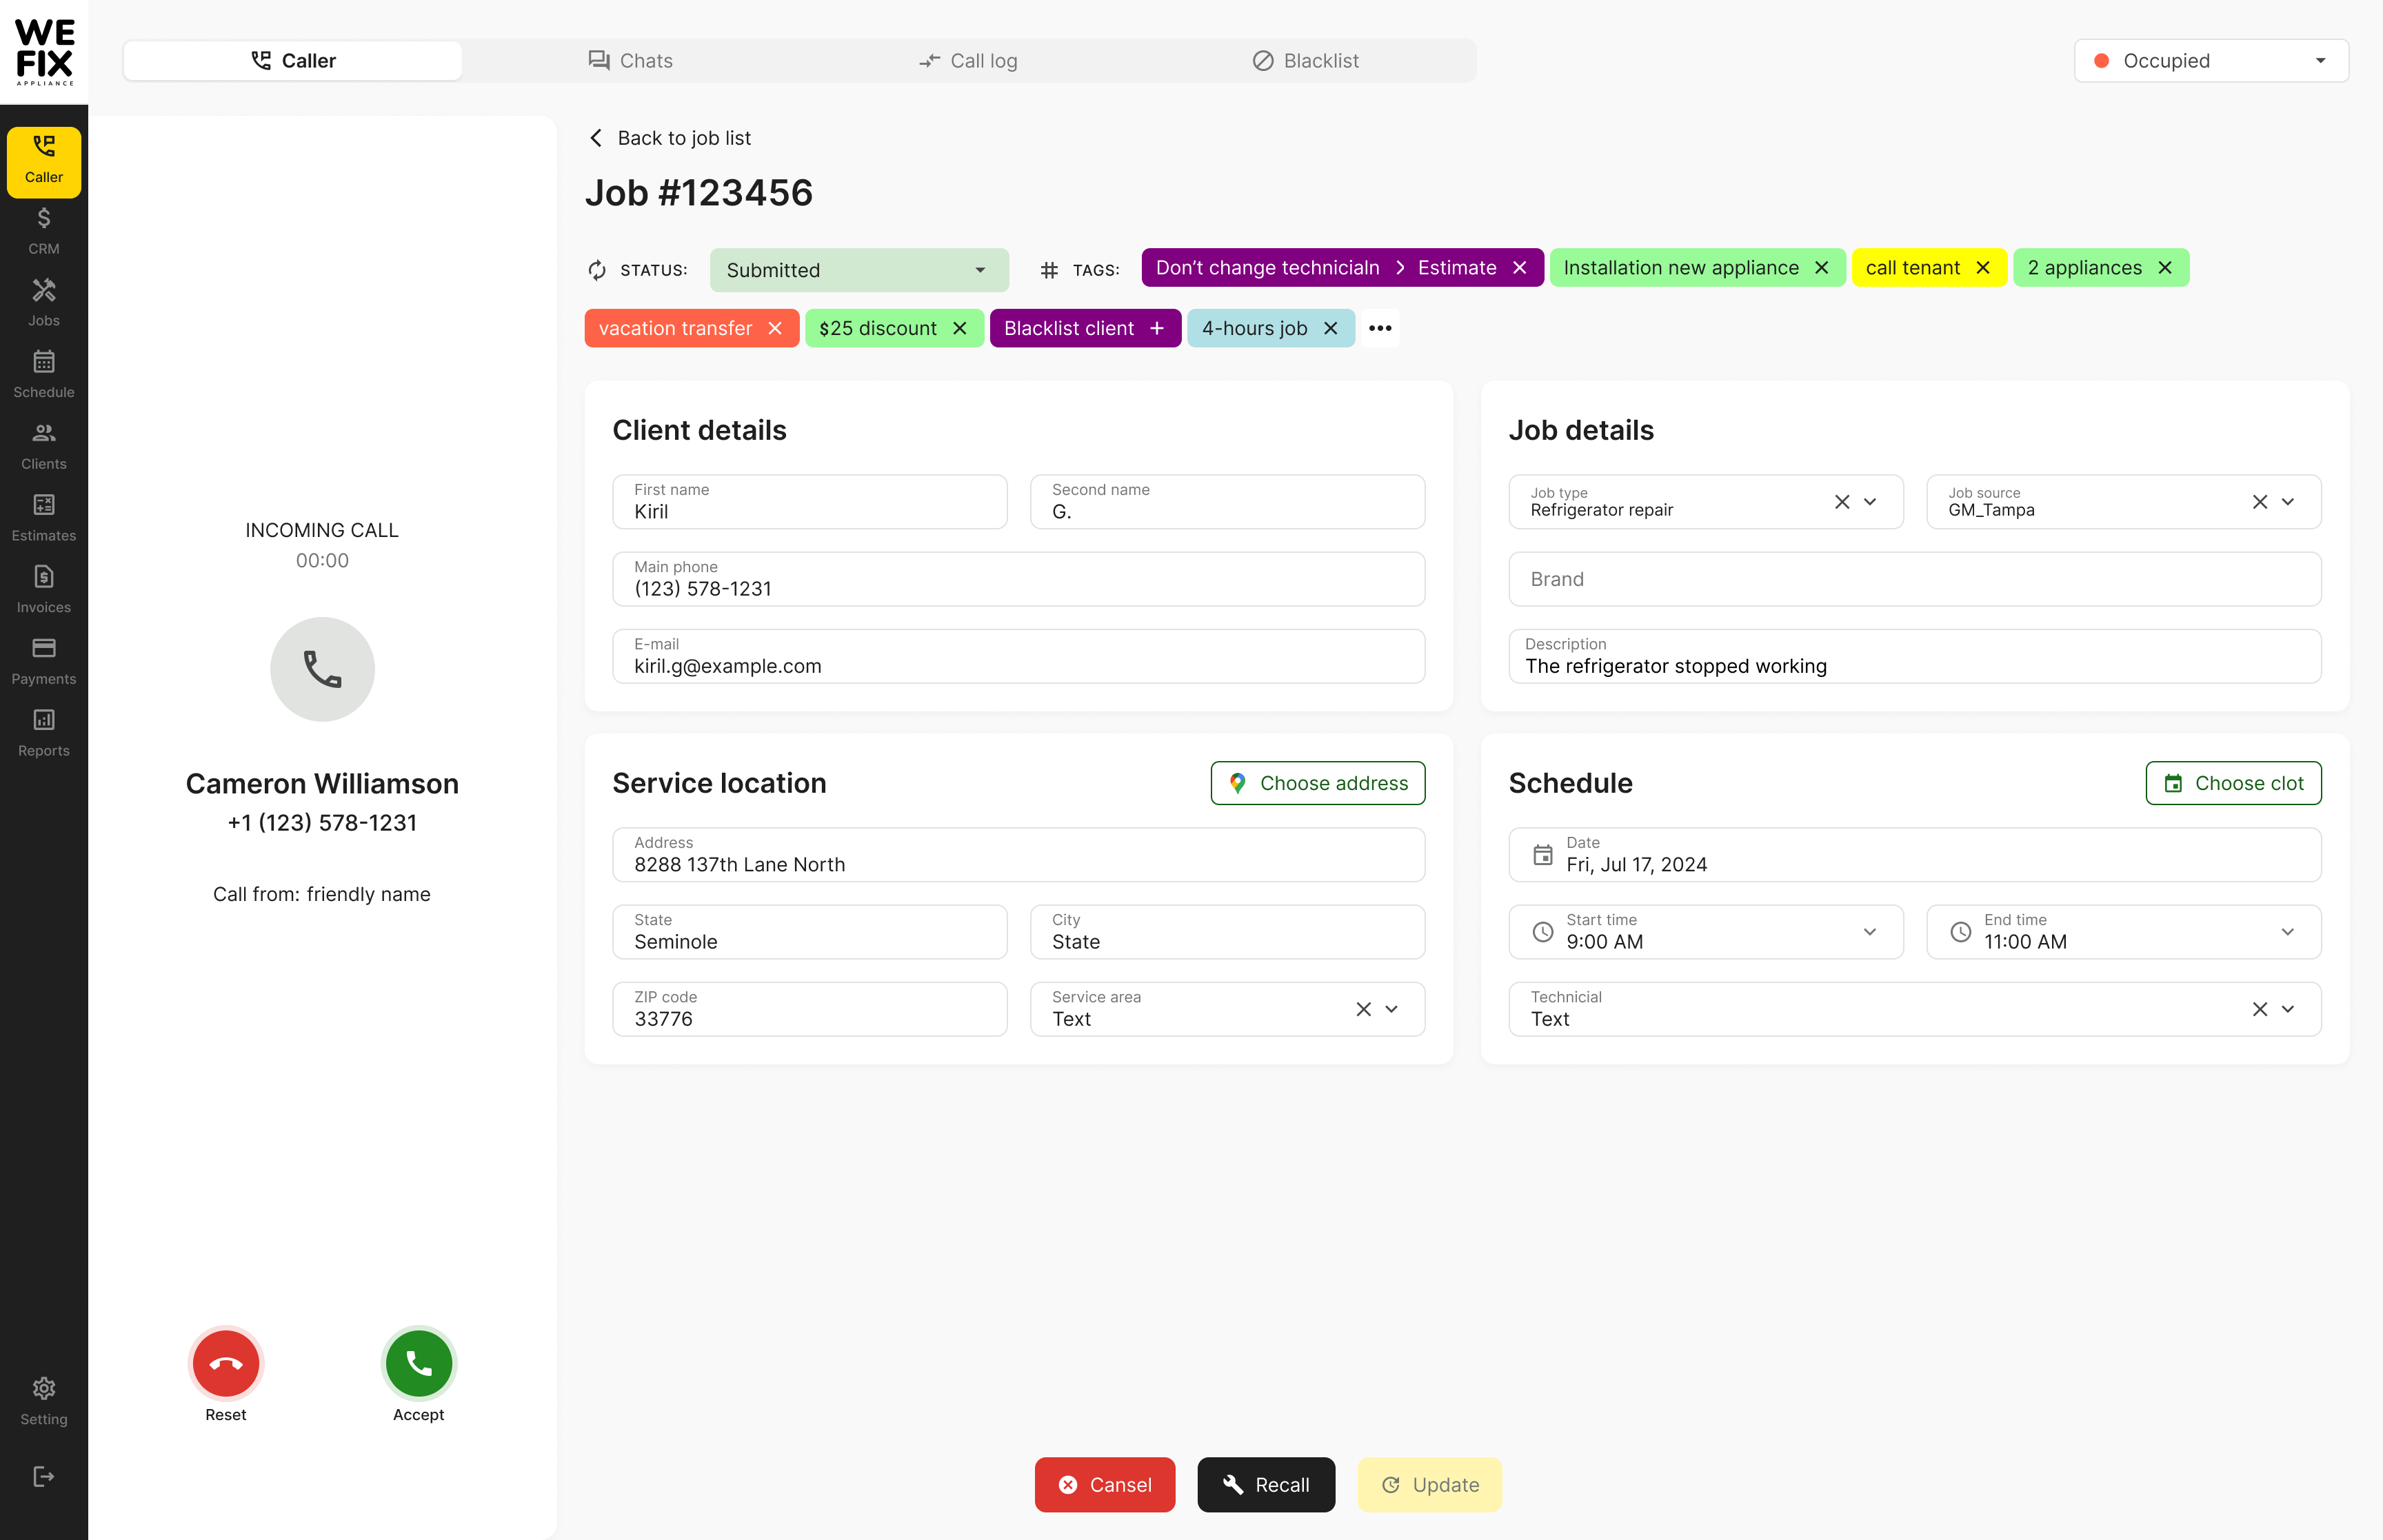 WE
FIX
APPLIANCE
Caller
Chats
Call log
Blacklist
Occupied
Caller
CRM
Jobs
Schedule
Clients
Estimates
Invoices
Payments
Reports
Setting
INCOMING CALL
00:00
Cameron Williamson
+1 (123) 578-1231
Call from: friendly name
Reset
Accept
Back to job list
Job #123456
STATUS:
Submitted
# TAGS:
Don’t change technicialn > Estimate
Installation new appliance
call tenant
2 appliances
vacation transfer
$25 discount
Blacklist client
4-hours job
Client details
First name
Kiril
Second name
G.
Main phone
(123) 578-1231
E-mail
kiril.g@example.com
Job details
Job type
Refrigerator repair
Job source
GM_Tampa
Brand
Description
The refrigerator stopped working
Service location
Choose address
Address
8288 137th Lane North
State
Seminole
City
State
ZIP code
33776
Service area
Text
Schedule
Choose clot
Date
Fri, Jul 17, 2024
Start time
9:00 AM
End time
11:00 AM
Technicial
Text
Cansel
Recall
Update